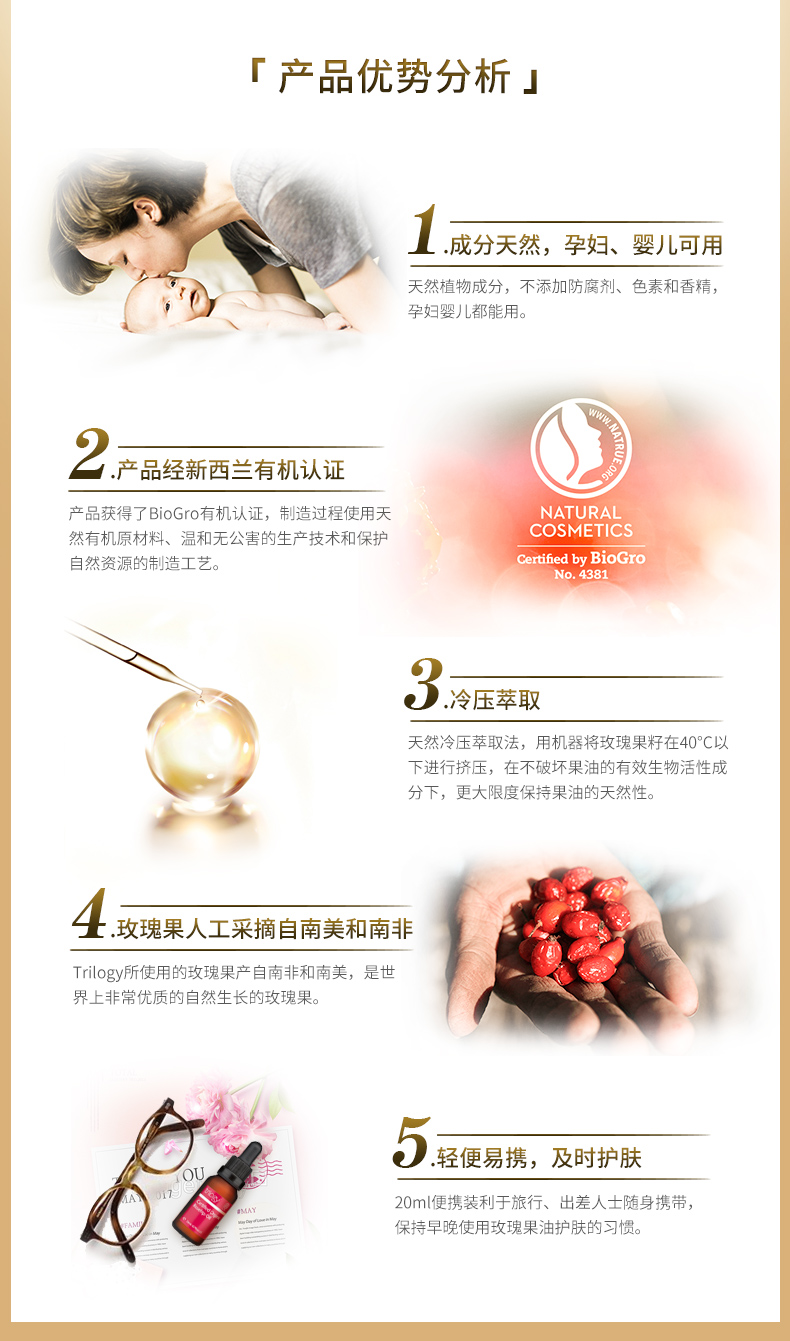 「产品优势分析」
1.成分天然，孕妇、婴儿可用
天然植物成分，不添加防腐剂、色素和香精，
孕妇婴儿都能用。
2.产品经新西兰有机认证
产品获得了BioGro有机认证，制造过程使用天
然有机原材料、温和无公害的生产技术和保护
自然资源的制造工艺。
WWW.NATRUE.ORG
NATURAL
COSMETICS
Certified by BioGro
No. 4381
3.冷压萃取
天然冷压萃取法，用机器将玫瑰果籽在40℃以
下进行挤压，在不破坏果油的有效生物活性成
分下，更大限度保持果油的天然性。
4.玫瑰果人工采摘自南美和南非
Trilogy所使用的玫瑰果产自南非和南美，是世
界上非常优质的自然生长的玫瑰果。
YOU
MAY 2017
#MAY
May Day of Love in May
5.轻便易携，及时护肤
20ml便携装利于旅行、出差人士随身携带，
保持早晚使用玫瑰果油护肤的习惯。